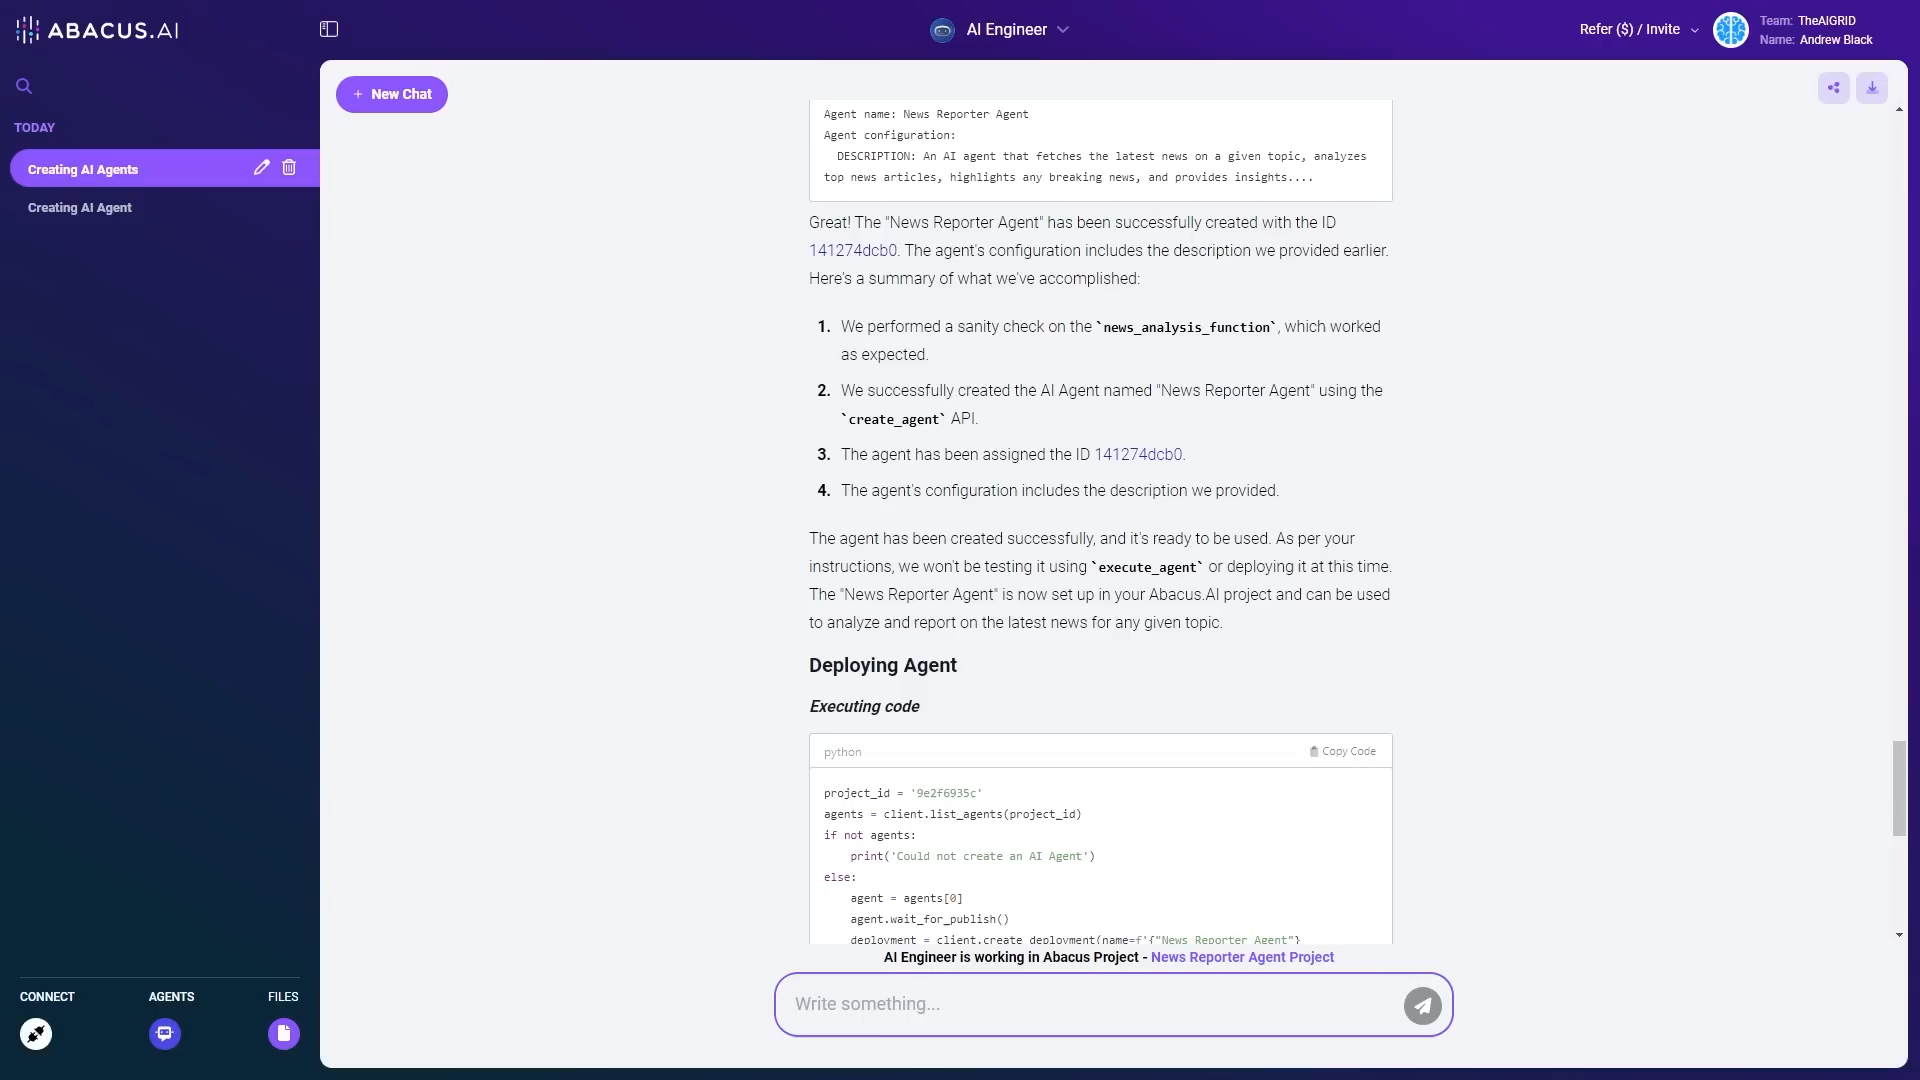 ABACUS.AI
AI Engineer
Refer ($) / Invite
Team: TheAIGRID
Name: Andrew Black
+ New Chat
TODAY
Creating AI Agents
Creating AI Agent
Agent name: News Reporter Agent
Agent configuration:
DESCRIPTION: An AI agent that fetches the latest news on a given topic, analyzes
top news articles, highlights any breaking news, and provides insights....
Great! The "News Reporter Agent" has been successfully created with the ID
141274dcb0. The agent's configuration includes the description we provided earlier.
Here's a summary of what we've accomplished:
1. We performed a sanity check on the `news_analysis_function`, which worked
as expected.
2. We successfully created the AI Agent named "News Reporter Agent" using the
`create_agent` API.
3. The agent has been assigned the ID 141274dcb0.
4. The agent's configuration includes the description we provided.
The agent has been created successfully, and it's ready to be used. As per your
instructions, we won't be testing it using `execute_agent` or deploying it at this time.
The "News Reporter Agent" is now set up in your Abacus.AI project and can be used
to analyze and report on the latest news for any given topic.
Deploying Agent
Executing code
python
Copy Code
project_id = '9e2f6935c'
agents = client.list_agents(project_id)
if not agents:
print('Could not create an AI Agent')
else:
agent = agents[0]
agent.wait_for_publish()
deployment = client.create_deployment(name=f'{"News Reporter Agent"}
AI Engineer is working in Abacus Project - News Reporter Agent Project
Write something...
CONNECT
AGENTS
FILES